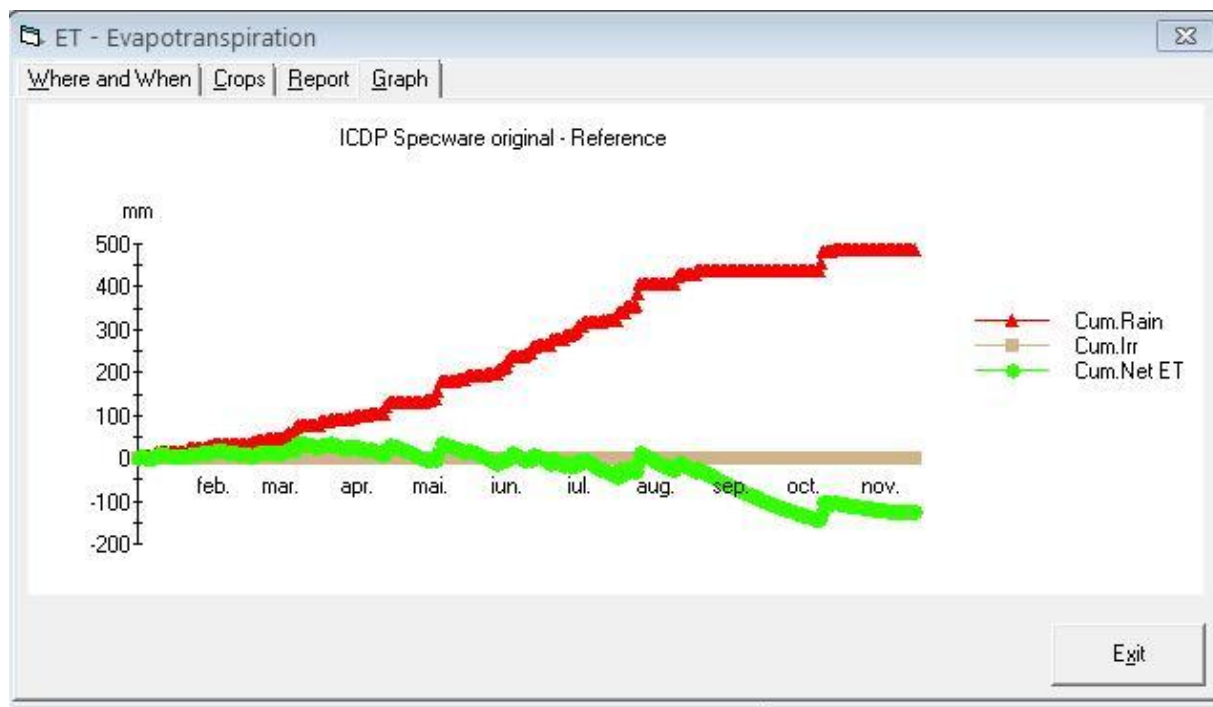 ET - Evapotranspiration
Where and When Crops Report Graph
ICDP Specware original - Reference
mm
500
400
300
200
100
0
-100
-200
feb. mar. apr. mai. iun. iul. aug. sep. oct. nov.
Cum.Rain
Cum.Irr
Cum.Net ET
Exit